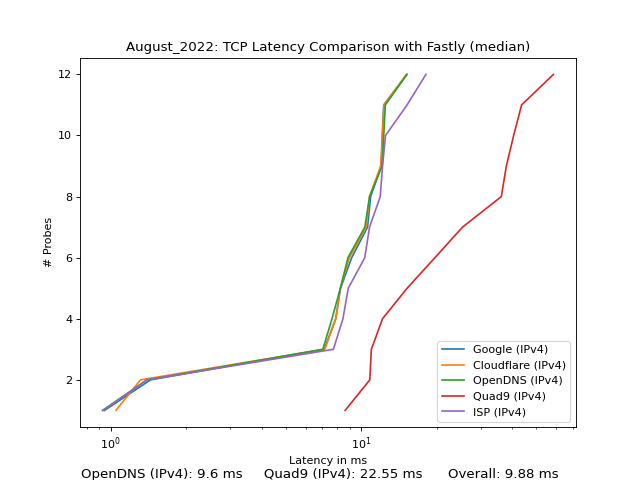 August_2022: TCP Latency Comparison with Fastly (median)
12
10
8
6
4
2
# Probes
Google (IPv4)
Cloudflare (IPv4)
OpenDNS (IPv4)
Quad9 (IPv4)
ISP (IPv4)
10⁰ 10¹
Latency in ms
OpenDNS (IPv4): 9.6 ms Quad9 (IPv4): 22.55 ms Overall: 9.88 ms